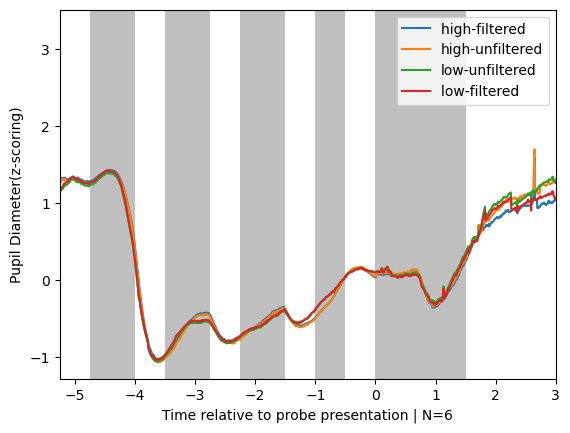 high-filtered
high-unfiltered
low-unfiltered
low-filtered
Pupil Diameter(z-scoring)
3
2
1
0
−1
−5 −4 −3 −2 −1 0 1 2 3
Time relative to probe presentation | N=6